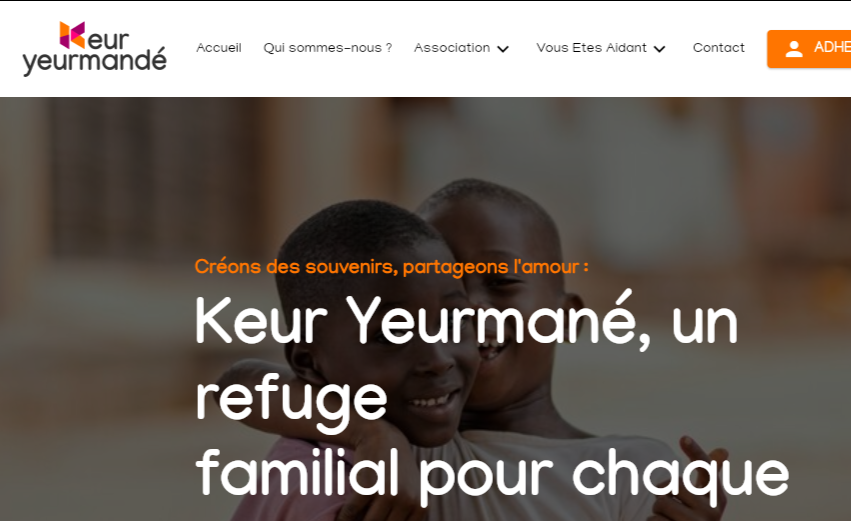 Keur
yeurmandé
Accueil Qui sommes-nous ? Association Vous Etes Aidant Contact ADHE
Créons des souvenirs, partageons l'amour :
Keur Yeurmané, un
refuge
familial pour chaque